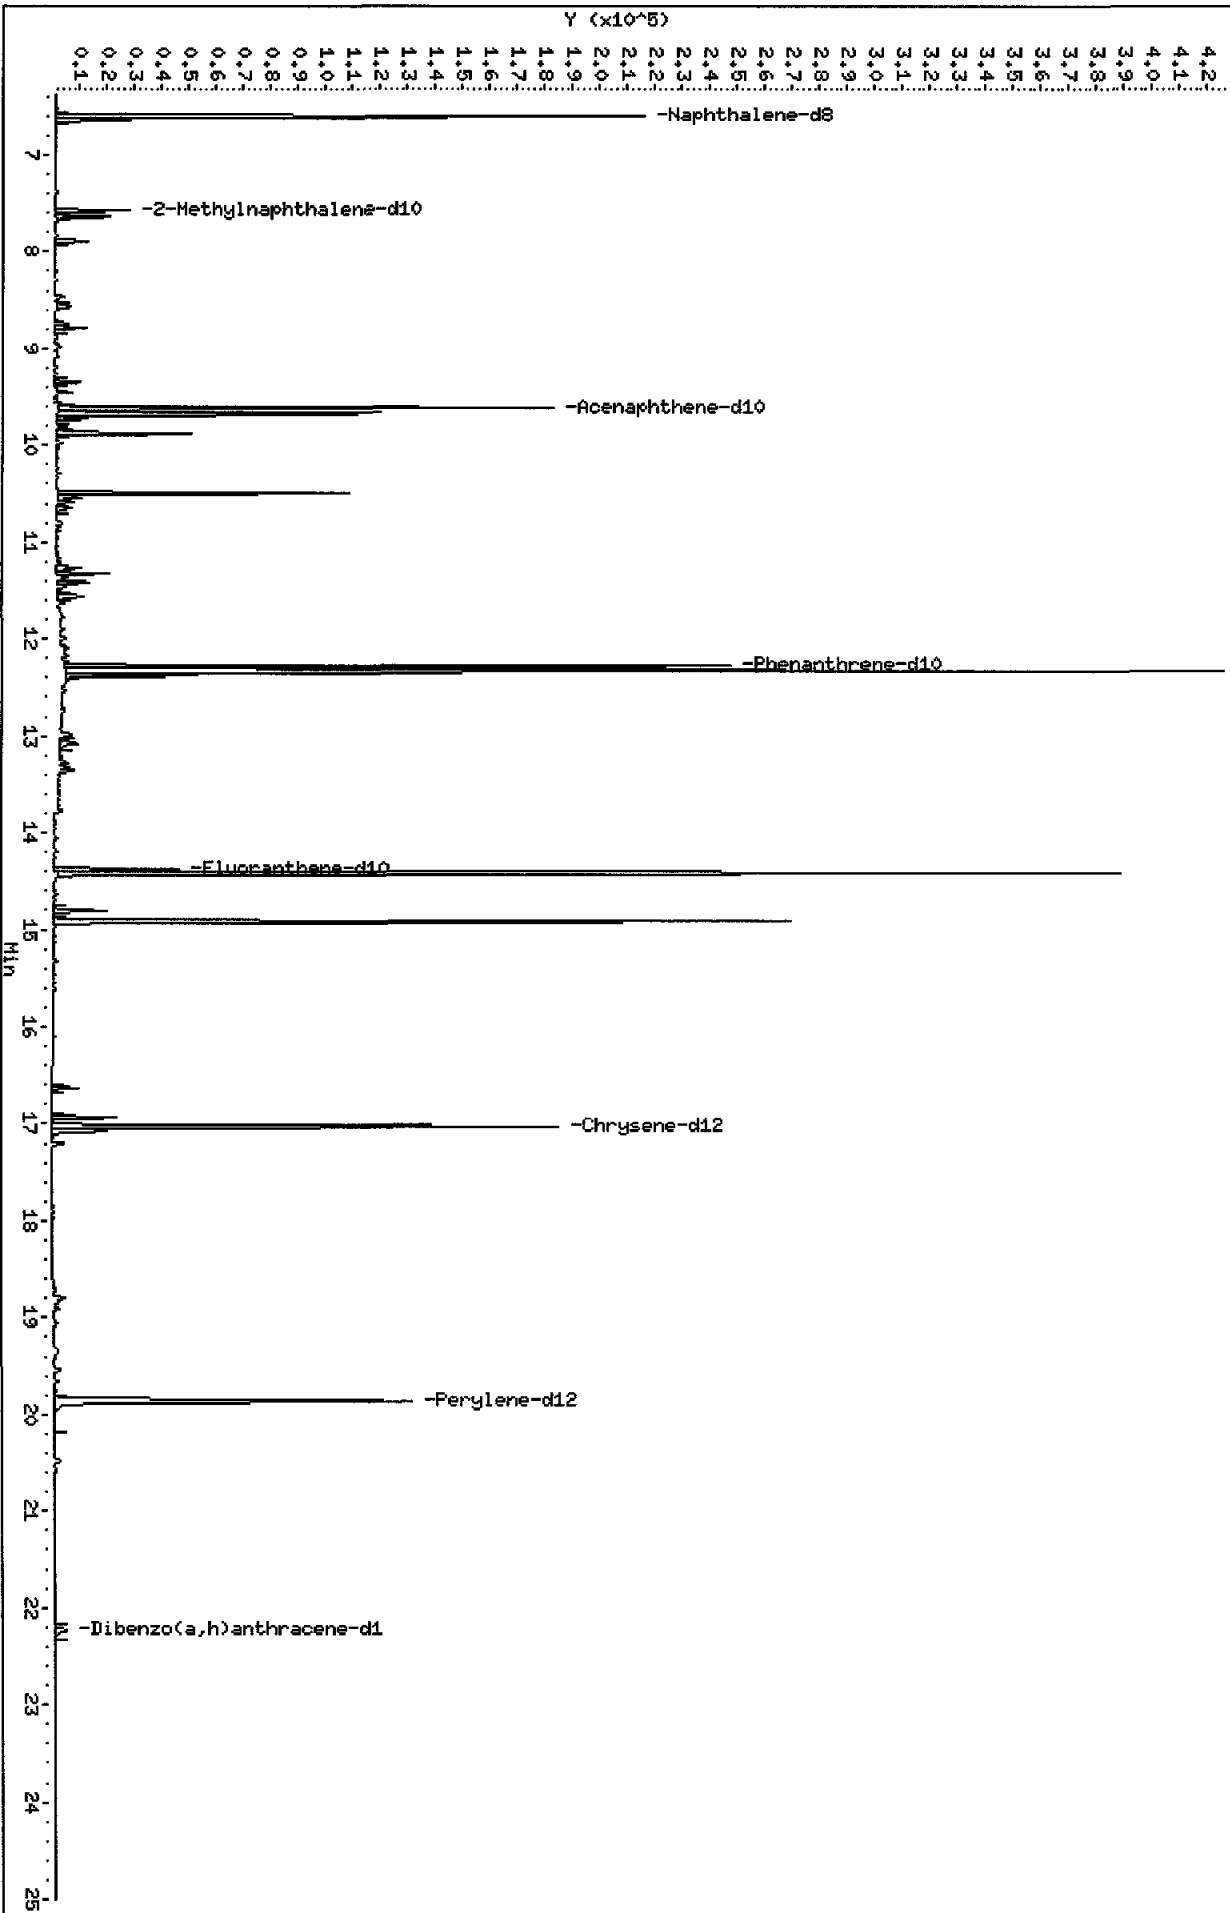 Y (x10^5)
0.1 0.2 0.3 0.4 0.5 0.6 0.7 0.8 0.9 1.0 1.1 1.2 1.3 1.4 1.5 1.6 1.7 1.8 1.9 2.0 2.1 2.2 2.3 2.4 2.5 2.6 2.7 2.8 2.9 3.0 3.1 3.2 3.3 3.4 3.5 3.6 3.7 3.8 3.9 4.0 4.1 4.2
-Naphthalene-d8
-2-Methylnaphthalene-d10
-Acenaphthene-d10
-Phenanthrene-d10
-Fluoranthene-d10
-Chrysene-d12
-Perylene-d12
-Dibenzo(a,h)anthracene-d1
7 8 9 10 11 12 13 14 15 16 17 18 19 20 21 22 23 24 25
Min